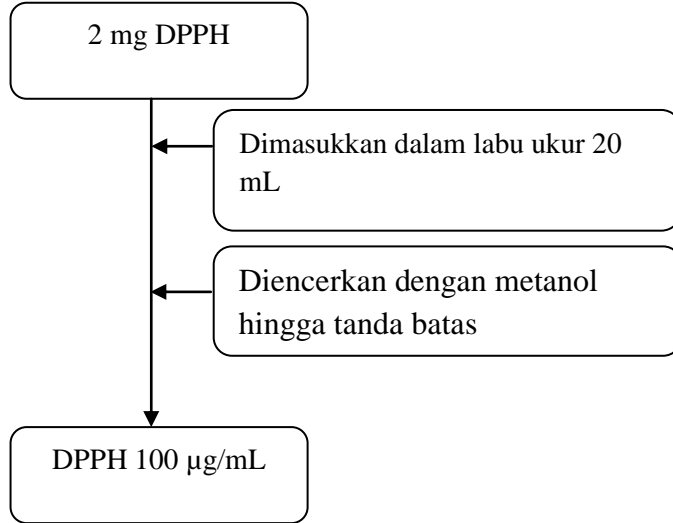 2 mg DPPH
Dimasukkan dalam labu ukur 20
mL
Diencerkan dengan metanol
hingga tanda batas
DPPH 100 µg/mL